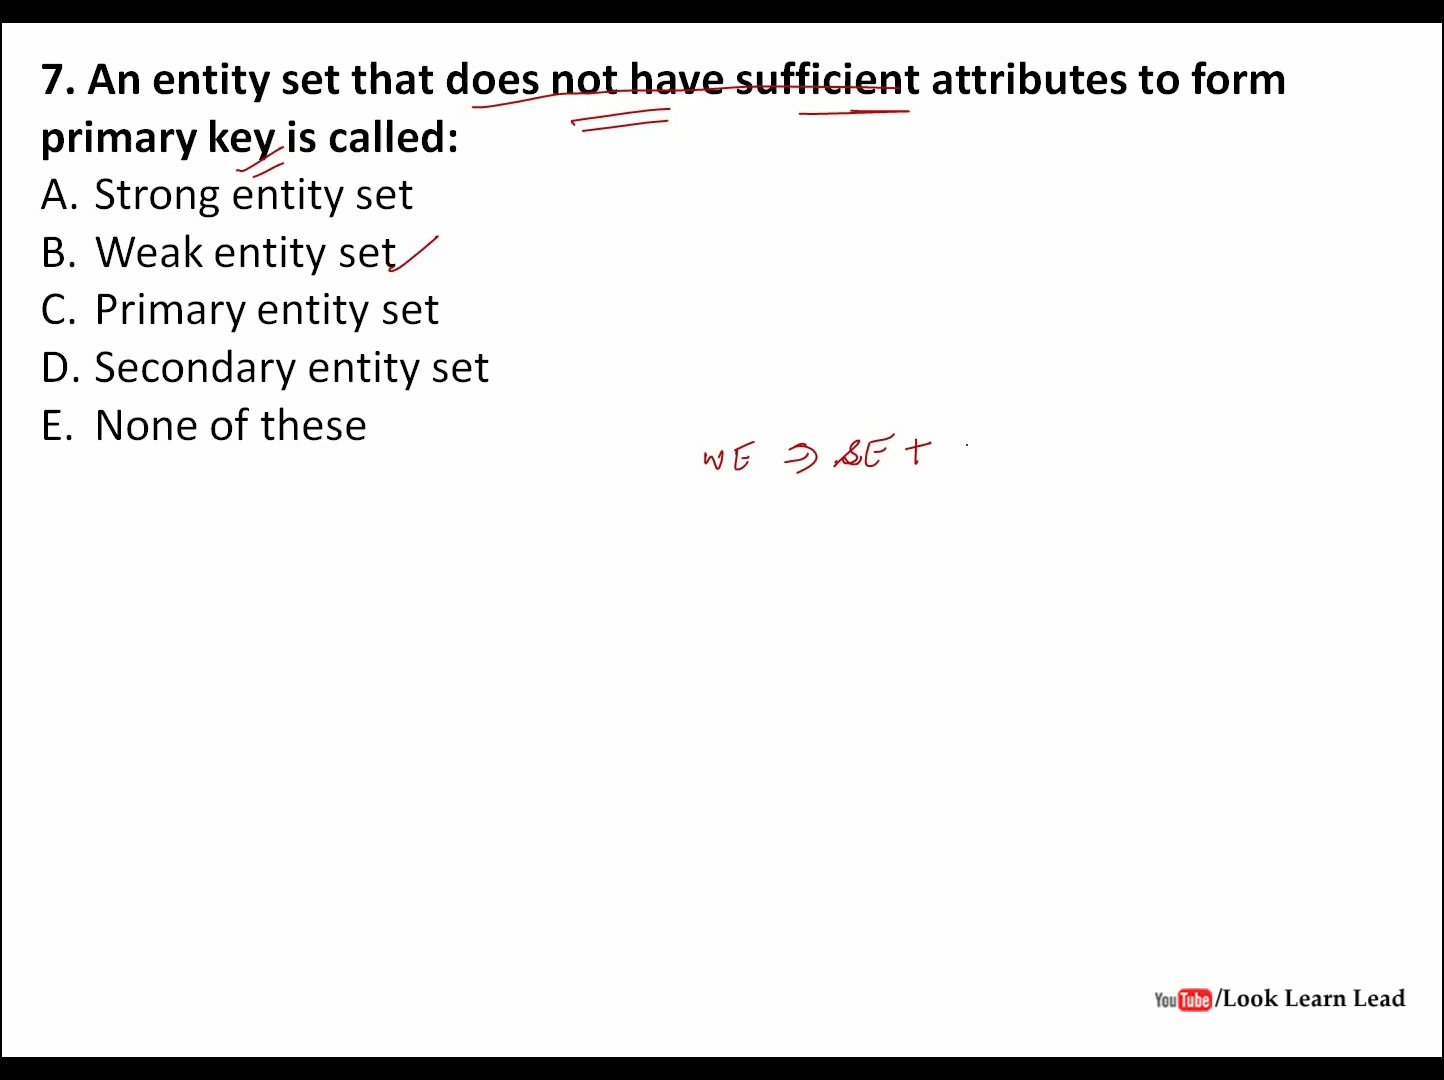 7. An entity set that does not have sufficient attributes to form
primary key is called:
A. Strong entity set
B. Weak entity set
C. Primary entity set
D. Secondary entity set
E. None of these
WE ⇒ SE +
YouTube/Look Learn Lead